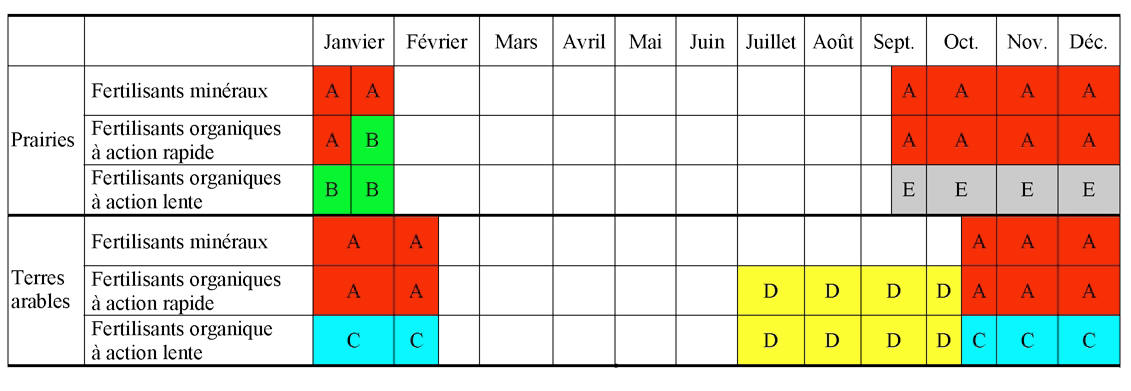 Janvier Février Mars Avril Mai Juin Juillet Août Sept. Oct. Nov. Déc.
Prairies
Fertilisants minéraux A A A A A A
Fertilisants organiques
à action rapide A B A A A A
Fertilisants organiques
à action lente B B E E E E
Terres
arables
Fertilisants minéraux A A A A A
Fertilisants organiques
à action rapide A A D D D D A A A
Fertilisants organique
à action lente C C D D D D C C C